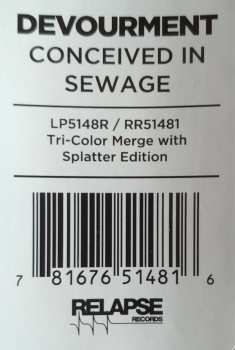 DEVOURMENT
CONCEIVED IN
SEWAGE
LP5148R / RR51481
Tri-Color Merge with
Splatter Edition
7 81676 51481 6
RELAPSE
RECORDS